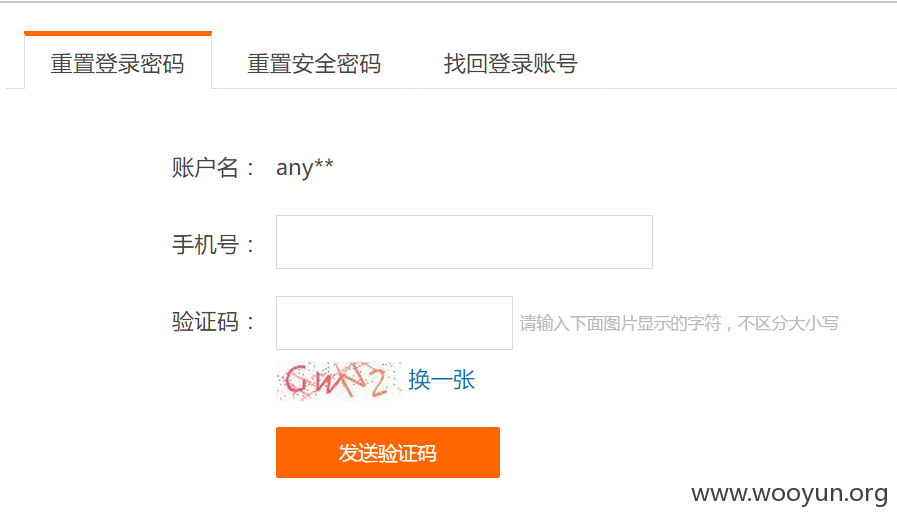 重置登录密码 重置安全密码 找回登录账号
账户名： any**
手机号：
验证码： 请输入下面图片显示的字符，不区分大小写
换一张
发送验证码
www.wooyun.org